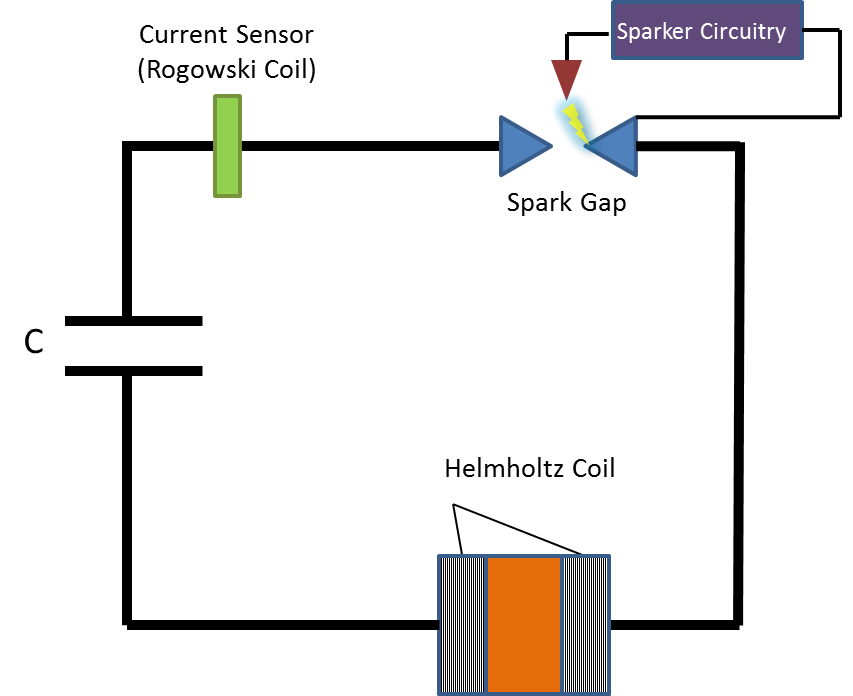 Current Sensor
(Rogowski Coil)
Sparker Circuitry
Spark Gap
C
Helmholtz Coil